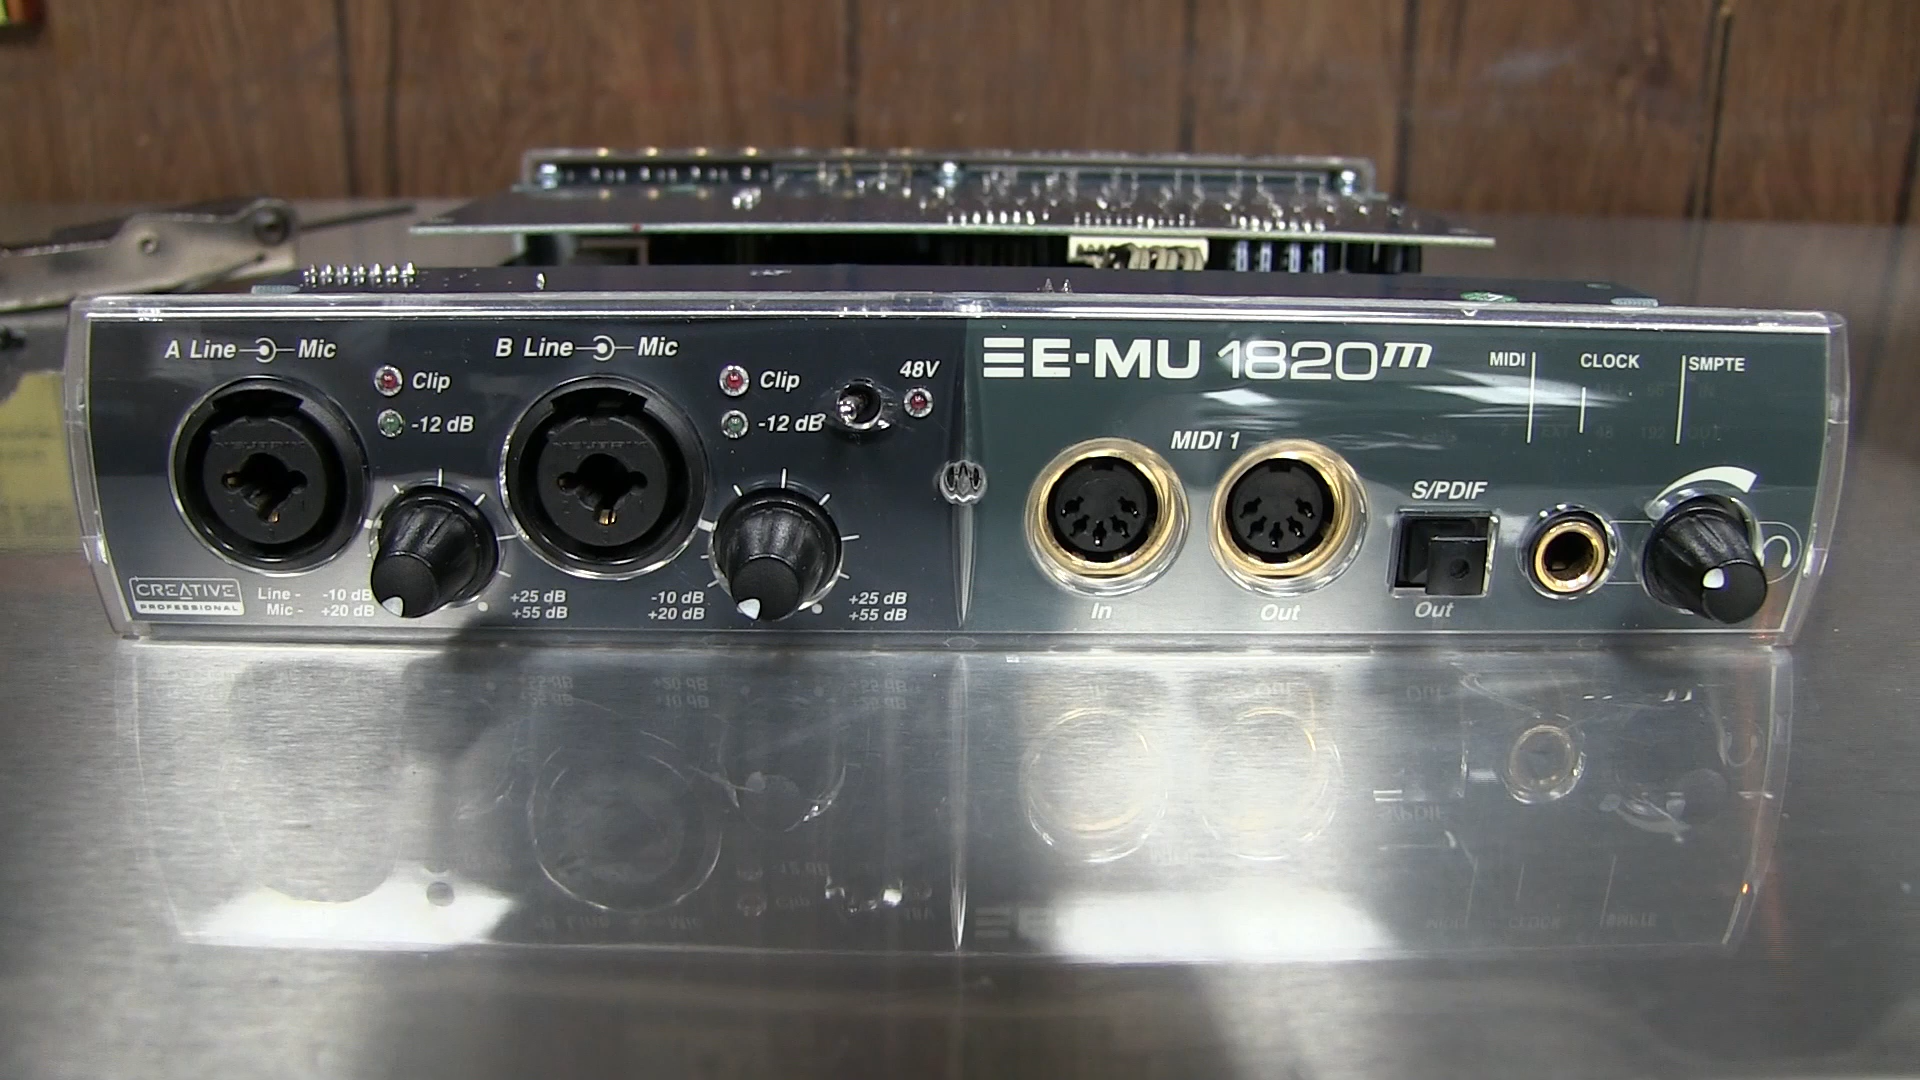 A Line Mic
Clip
-12 dB
B Line Mic
Clip
-12 dB
48V
E-MU 1820m
MIDI
CLOCK
SMPTE
MIDI 1
In
Out
S/PDIF
Out
CREATIVE
PROFESSIONAL
Line - -10 dB
Mic - +20 dB
+25 dB
+55 dB
-10 dB
+20 dB
+25 dB
+55 dB